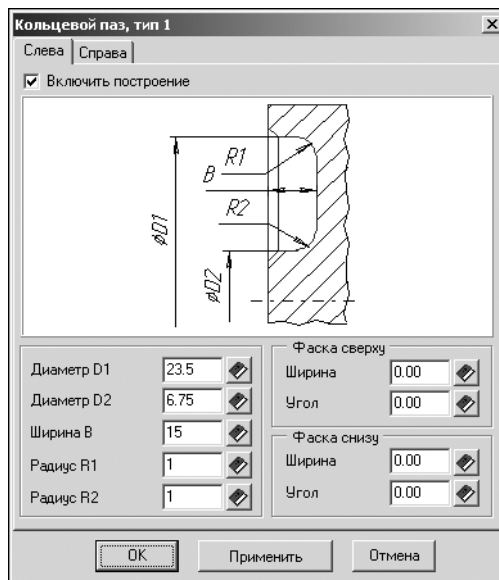 Кольцевой паз, тип 1
Слева Справа
Включить построение
R1
B
R2
øD1
øD2
Диаметр D1 23.5
Диаметр D2 6.75
Ширина B 15
Радиус R1 1
Радиус R2 1
Фаска сверху
Ширина 0.00
Угол 0.00
Фаска снизу
Ширина 0.00
Угол 0.00
OK Применить Отмена